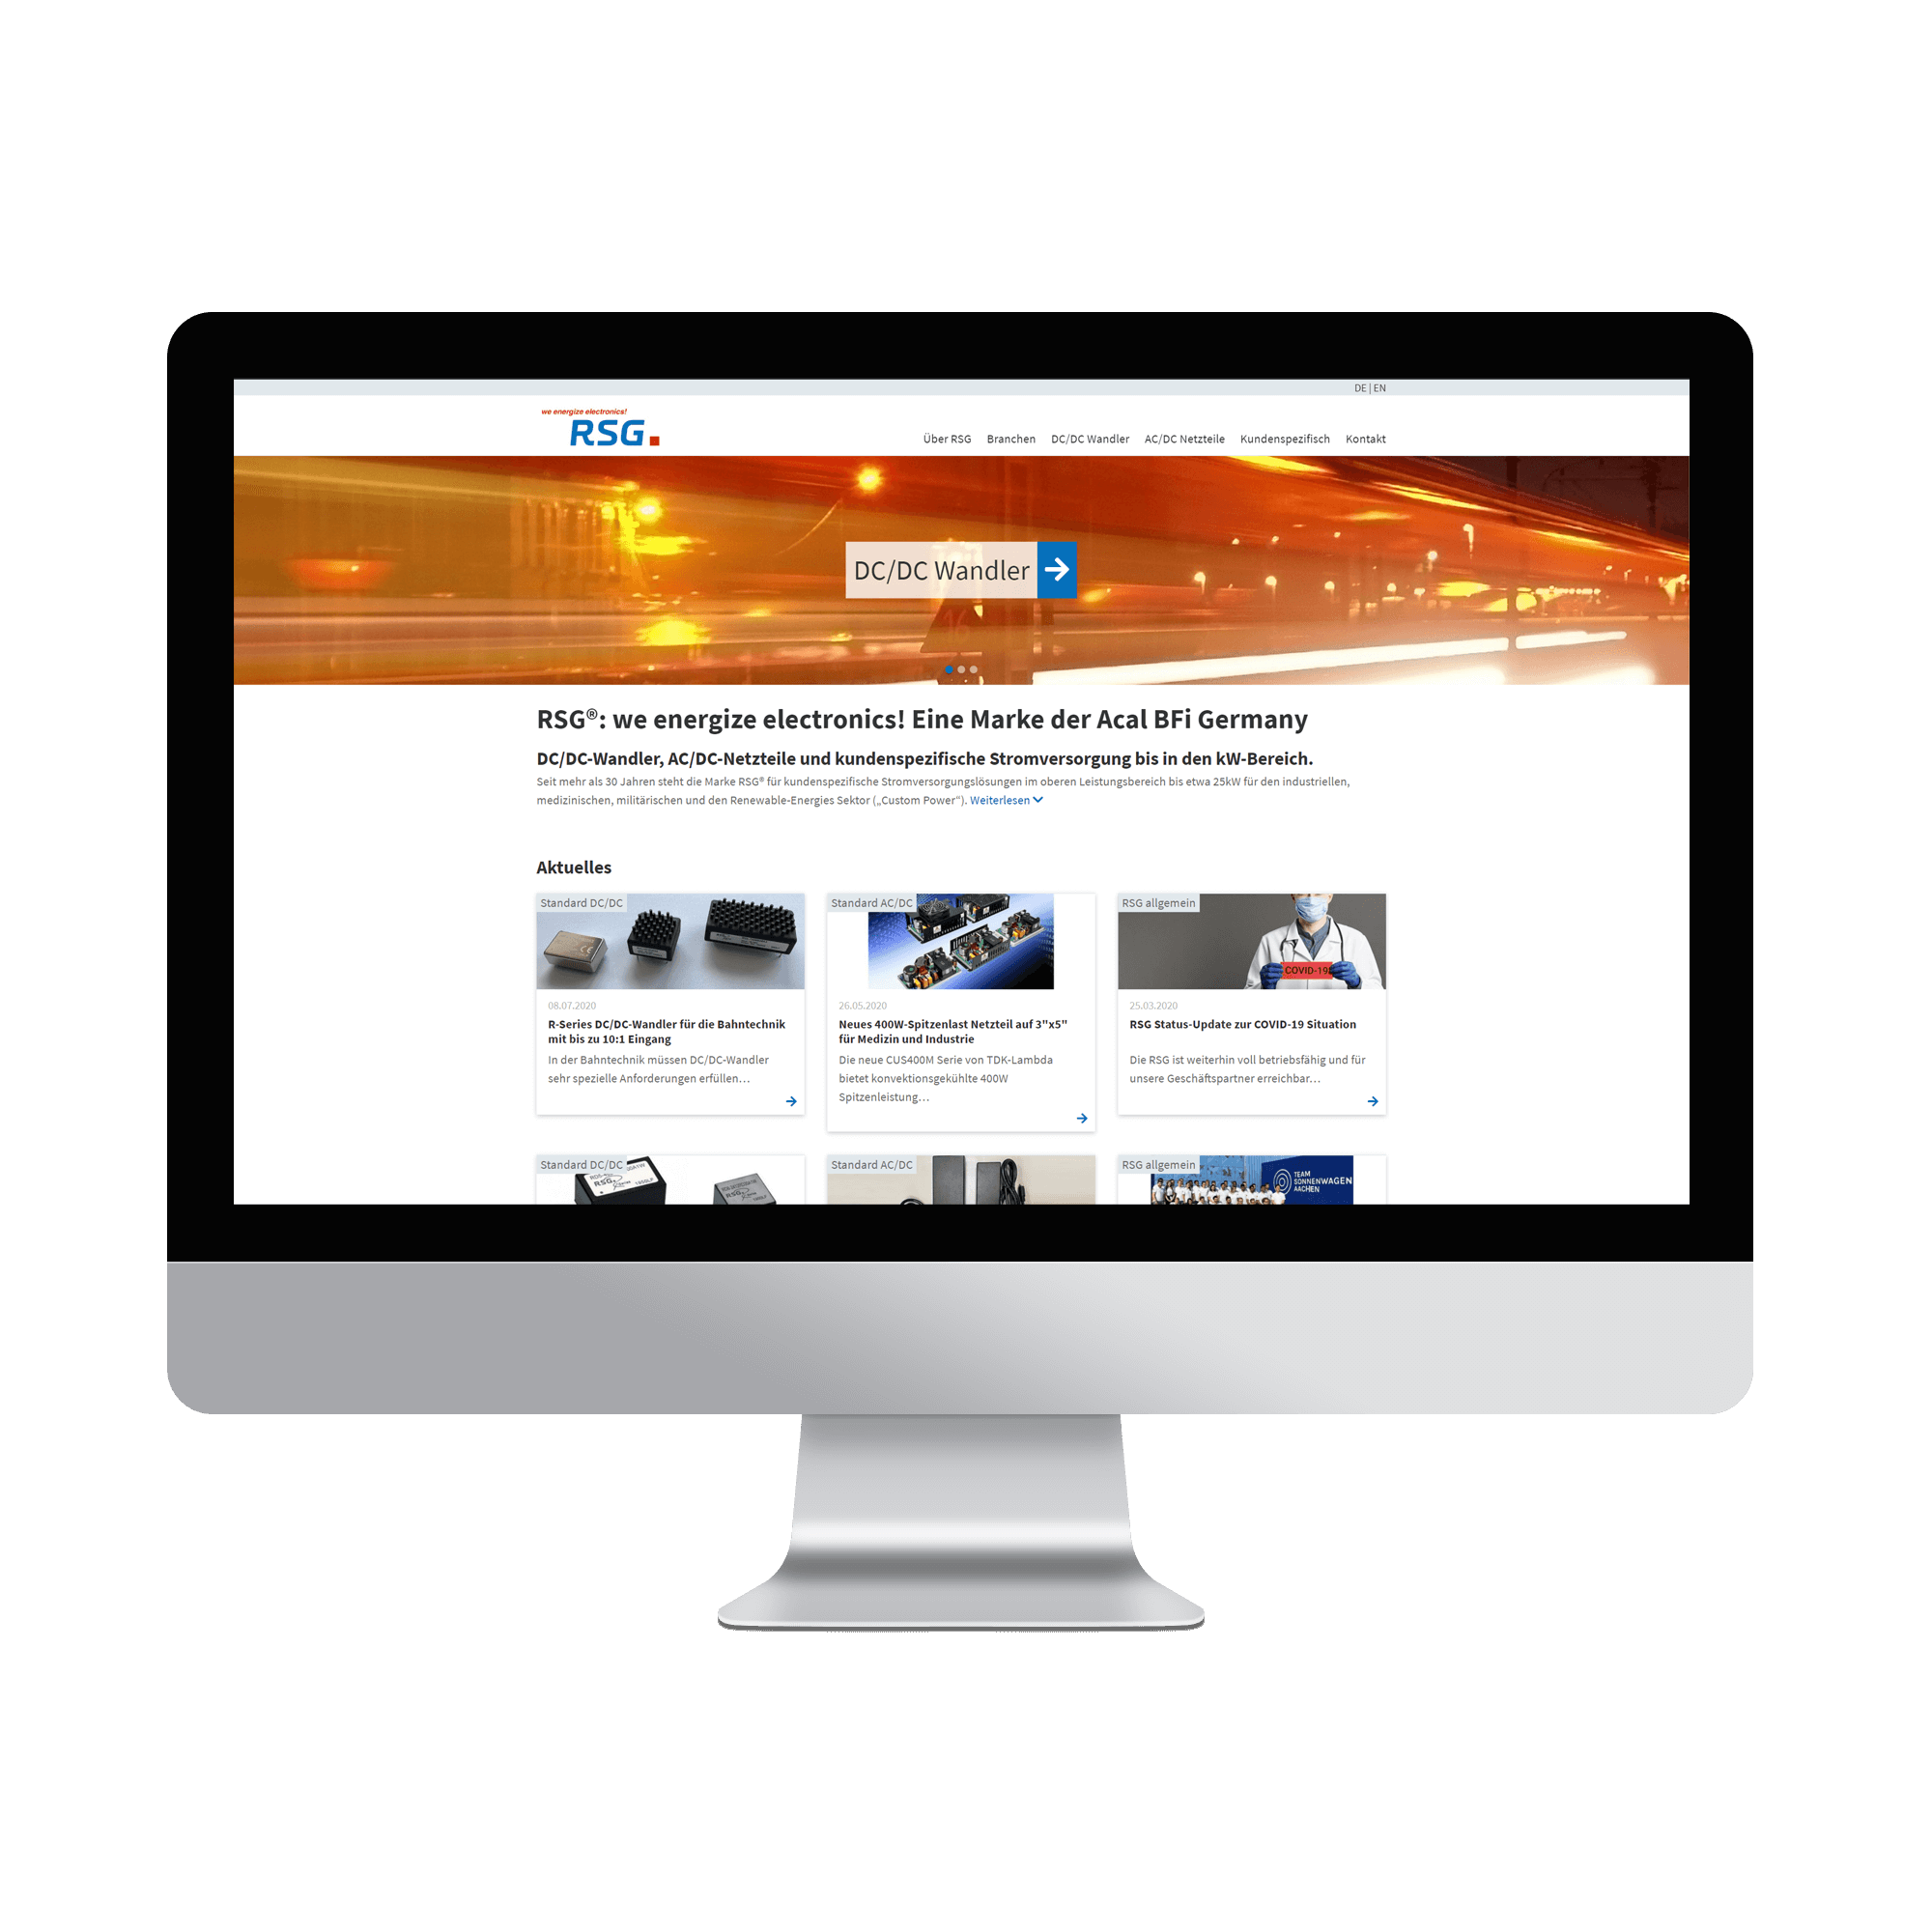 DE | EN
we energize electronics!
RSG
Über RSG Branchen DC/DC Wandler AC/DC Netzteile Kundenspezifisch Kontakt
DC/DC Wandler
16
RSG®: we energize electronics! Eine Marke der Acal BFi Germany
DC/DC-Wandler, AC/DC-Netzteile und kundenspezifische Stromversorgung bis in den kW-Bereich.
Seit mehr als 30 Jahren steht die Marke RSG® für kundenspezifische Stromversorgungslösungen im oberen Leistungsbereich bis etwa 25kW für den industriellen,
medizinischen, militärischen und den Renewable-Energies Sektor („Custom Power“). Weiterlesen
Aktuelles
Standard DC/DC
08.07.2020
R-Series DC/DC-Wandler für die Bahntechnik
mit bis zu 10:1 Eingang
In der Bahntechnik müssen DC/DC-Wandler
sehr spezielle Anforderungen erfüllen…
Standard AC/DC
26.05.2020
Neues 400W-Spitzenlast Netzteil auf 3"x5"
für Medizin und Industrie
Die neue CUS400M Serie von TDK-Lambda
bietet konvektionsgekühlte 400W
Spitzenleistung…
RSG allgemein
COVID-19
25.03.2020
RSG Status-Update zur COVID-19 Situation
Die RSG ist weiterhin voll betriebsfähig und für
unsere Geschäftspartner erreichbar…
Standard DC/DC
RSG
RSG
Standard AC/DC
RSG allgemein
TEAM
SONNENWAGEN
AACHEN